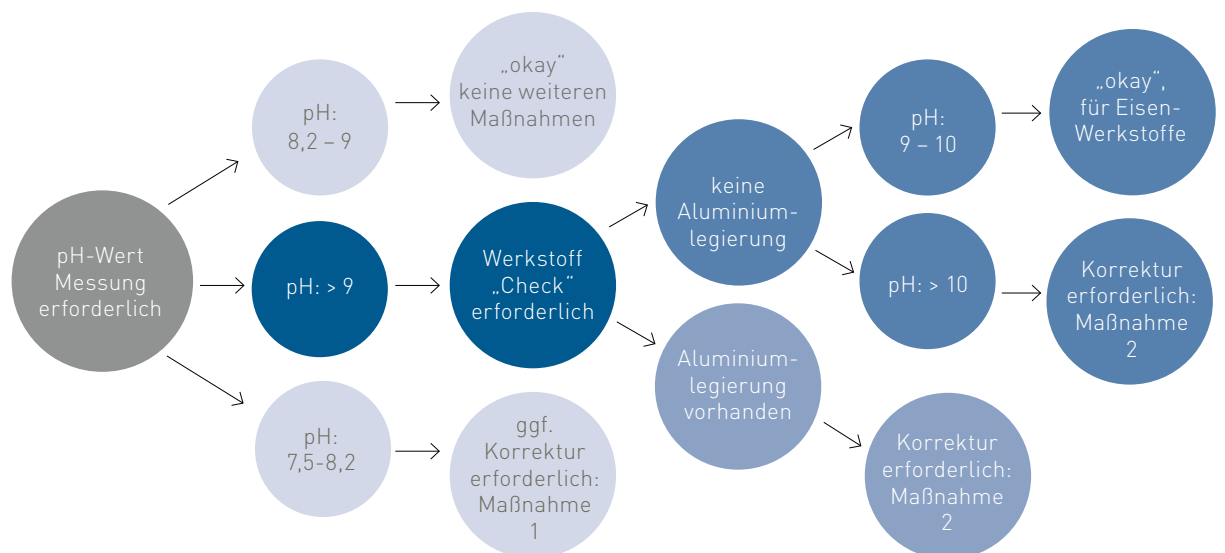 pH-Wert
Messung
erforderlich
pH:
8,2 – 9
„okay“
keine weiteren
Maßnahmen
pH: > 9
Werkstoff
„Check“
erforderlich
keine
Aluminium-
legierung
pH:
9 – 10
„okay“,
für Eisen-
Werkstoffe
pH: > 10
Korrektur
erforderlich:
Maßnahme
2
Aluminium-
legierung
vorhanden
Korrektur
erforderlich:
Maßnahme
2
pH:
7,5-8,2
ggf.
Korrektur
erforderlich:
Maßnahme
1